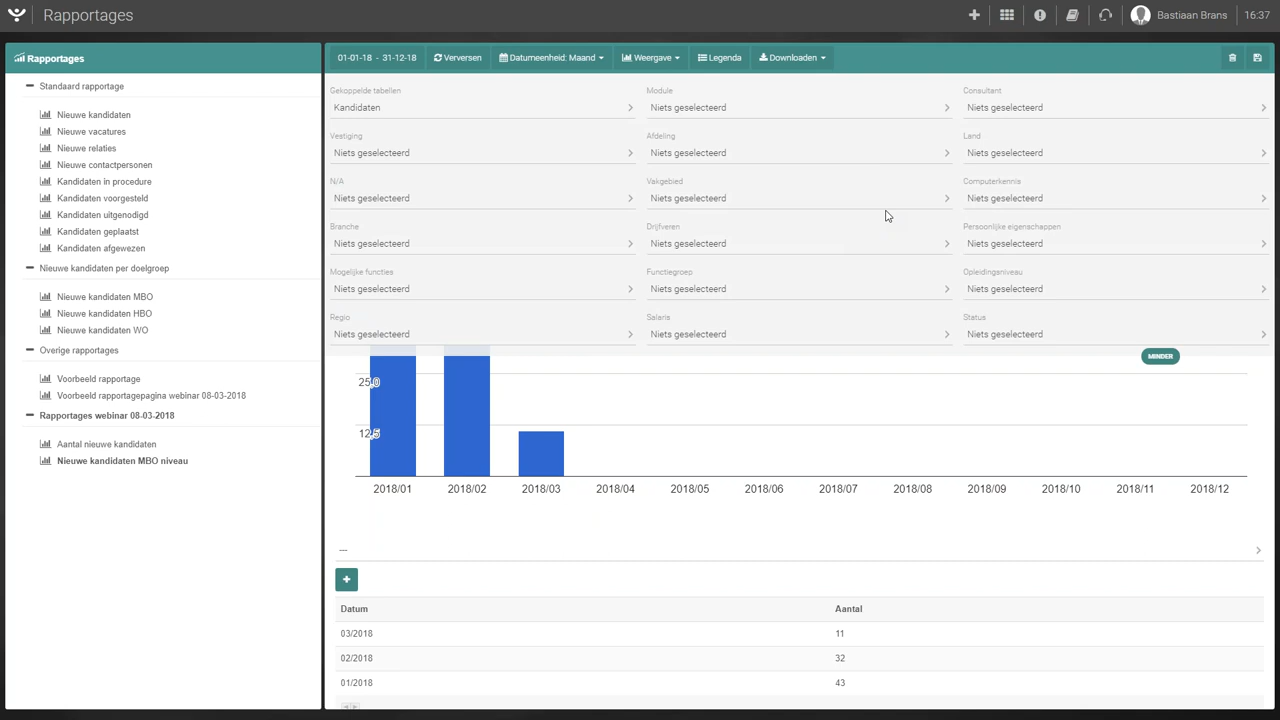 Rapportages
Bastiaan Brans
16:37
Rapportages
01-01-18 - 31-12-18
Verversen
Datumeenheid: Maand
Weergave
Legenda
Downloaden
Standaard rapportage
Nieuwe kandidaten
Nieuwe vacatures
Nieuwe relaties
Nieuwe contactpersonen
Kandidaten in procedure
Kandidaten voorgesteld
Kandidaten uitgenodigd
Kandidaten geplaatst
Kandidaten afgewezen
Nieuwe kandidaten per doelgroep
Nieuwe kandidaten MBO
Nieuwe kandidaten HBO
Nieuwe kandidaten WO
Overige rapportages
Voorbeeld rapportage
Voorbeeld rapportagepagina webinar 08-03-2018
Rapportages webinar 08-03-2018
Aantal nieuwe kandidaten
Nieuwe kandidaten MBO niveau
Gekoppelde tabellen Module Consultant
Kandidaten Niets geselecteerd Niets geselecteerd
Vestiging Afdeling Land
Niets geselecteerd Niets geselecteerd Niets geselecteerd
N/A Vakgebied Computerkennis
Niets geselecteerd Niets geselecteerd Niets geselecteerd
Branche Drijfveren Persoonlijke eigenschappen
Niets geselecteerd Niets geselecteerd Niets geselecteerd
Mogelijke functies Functiegroep Opleidingsniveau
Niets geselecteerd Niets geselecteerd Niets geselecteerd
Regio Salaris Status
Niets geselecteerd Niets geselecteerd Niets geselecteerd
MINDER
25,0
12,5
2018/01 2018/02 2018/03 2018/04 2018/05 2018/06 2018/07 2018/08 2018/09 2018/10 2018/11 2018/12
---
Datum Aantal
03/2018 11
02/2018 32
01/2018 43